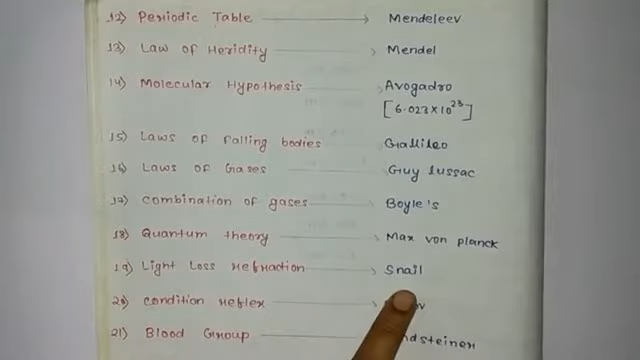 12) Periodic Table → Mendeleev
13) Law of Heridity → Mendel
14) Molecular Hypothesis → Avogadro
[6.023×10²³]
15) Laws of falling bodies Gallileo
16) Laws of Gases → Guy lussac
17) Combination of gases → Boyle's
18) Quantum theory → Max von planck
19) Light Loss refraction → Snail
20) Condition reflex →
21) Blood Group → ndsteiner